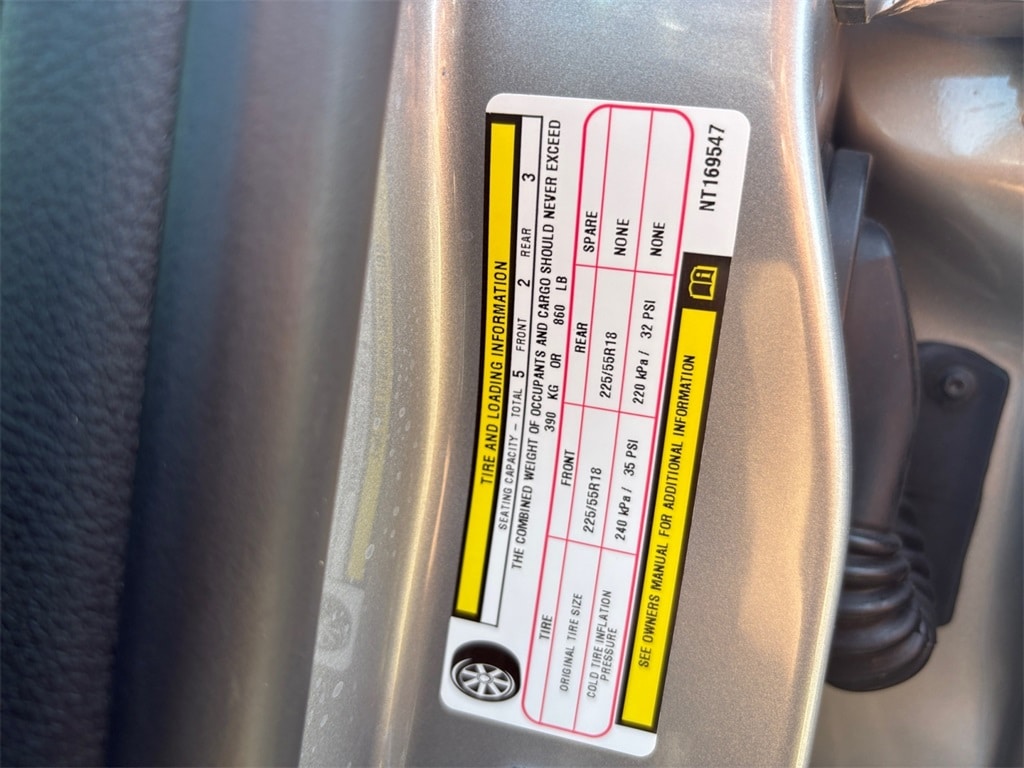 TIRE AND LOADING INFORMATION
SEATING CAPACITY – TOTAL 5 FRONT 2 REAR 3
THE COMBINED WEIGHT OF OCCUPANTS AND CARGO SHOULD NEVER EXCEED
390 KG OR 860 LB
TIRE FRONT REAR SPARE
ORIGINAL TIRE SIZE 225/55R18 225/55R18 NONE
COLD TIRE INFLATION
PRESSURE 240 kPa / 35 PSI 220 kPa / 32 PSI NONE
SEE OWNERS MANUAL FOR ADDITIONAL INFORMATION
NT169547